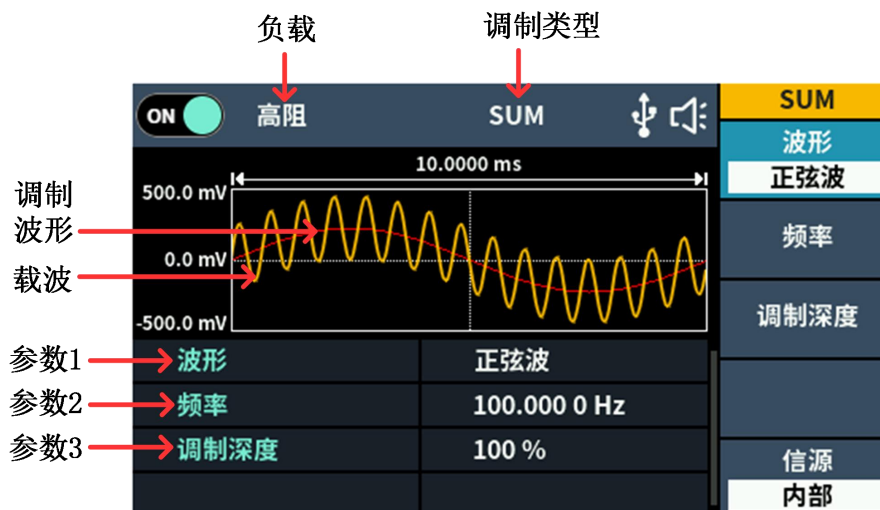 负载
调制类型
ON
高阻
SUM
SUM
波形
正弦波
10.0000 ms
500.0 mV
0.0 mV
-500.0 mV
调制
波形
载波
频率
调制深度
参数1
波形
正弦波
参数2
频率
100.000 0 Hz
参数3
调制深度
100 %
信源
内部